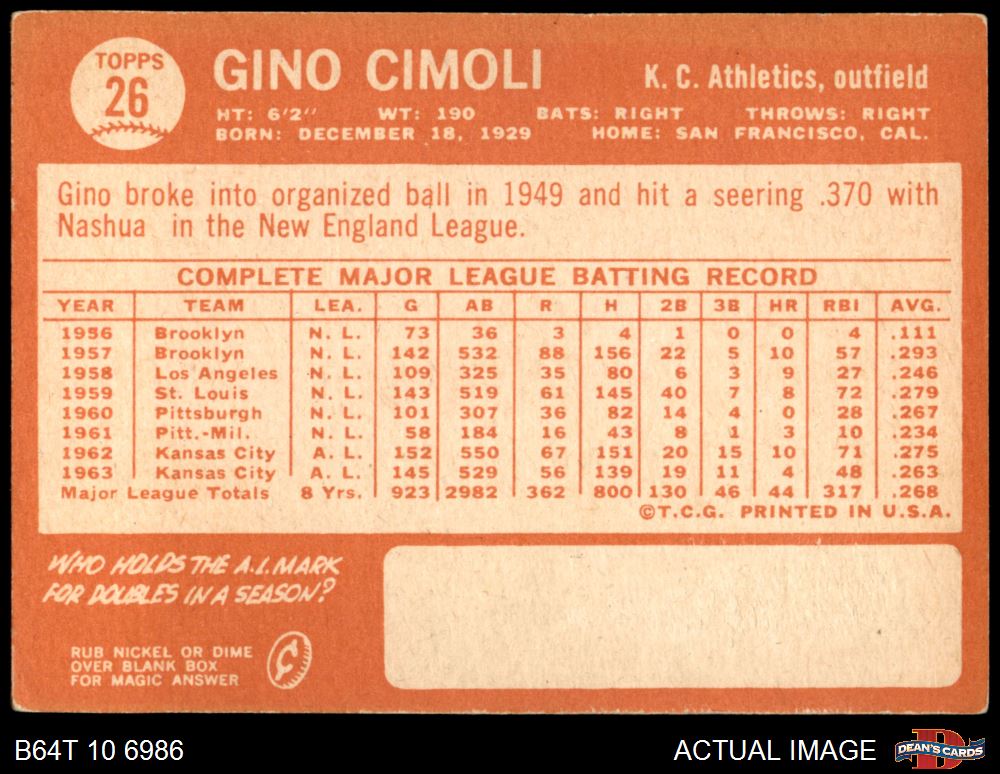 TOPPS
26
GINO CIMOLI
K. C. Athletics, outfield
HT: 6'2" WT: 190 BATS: RIGHT THROWS: RIGHT
BORN: DECEMBER 18, 1929 HOME: SAN FRANCISCO, CAL.
Gino broke into organized ball in 1949 and hit a seering .370 with
Nashua in the New England League.
COMPLETE MAJOR LEAGUE BATTING RECORD
YEAR TEAM LEA. G AB R H 2B 3B HR RBI AVG.
1956 Brooklyn N. L. 73 36 3 4 1 0 0 4 .111
1957 Brooklyn N. L. 142 532 88 156 22 5 10 57 .293
1958 Los Angeles N. L. 109 325 35 80 6 3 9 27 .246
1959 St. Louis N. L. 143 519 61 145 40 7 8 72 .279
1960 Pittsburgh N. L. 101 307 36 82 14 4 0 28 .267
1961 Pitt.-Mil. N. L. 58 184 16 43 8 1 3 10 .234
1962 Kansas City A. L. 152 550 67 151 20 15 10 71 .275
1963 Kansas City A. L. 145 529 56 139 19 11 4 48 .263
Major League Totals 8 Yrs. 923 2982 362 800 130 46 44 317 .268
©T.C.G. PRINTED IN U.S.A.
WHO HOLDS THE A.L. MARK
FOR DOUBLES IN A SEASON?
RUB NICKEL OR DIME
OVER BLANK BOX
FOR MAGIC ANSWER
B64T 10 6986
ACTUAL IMAGE
DEAN'S CARDS